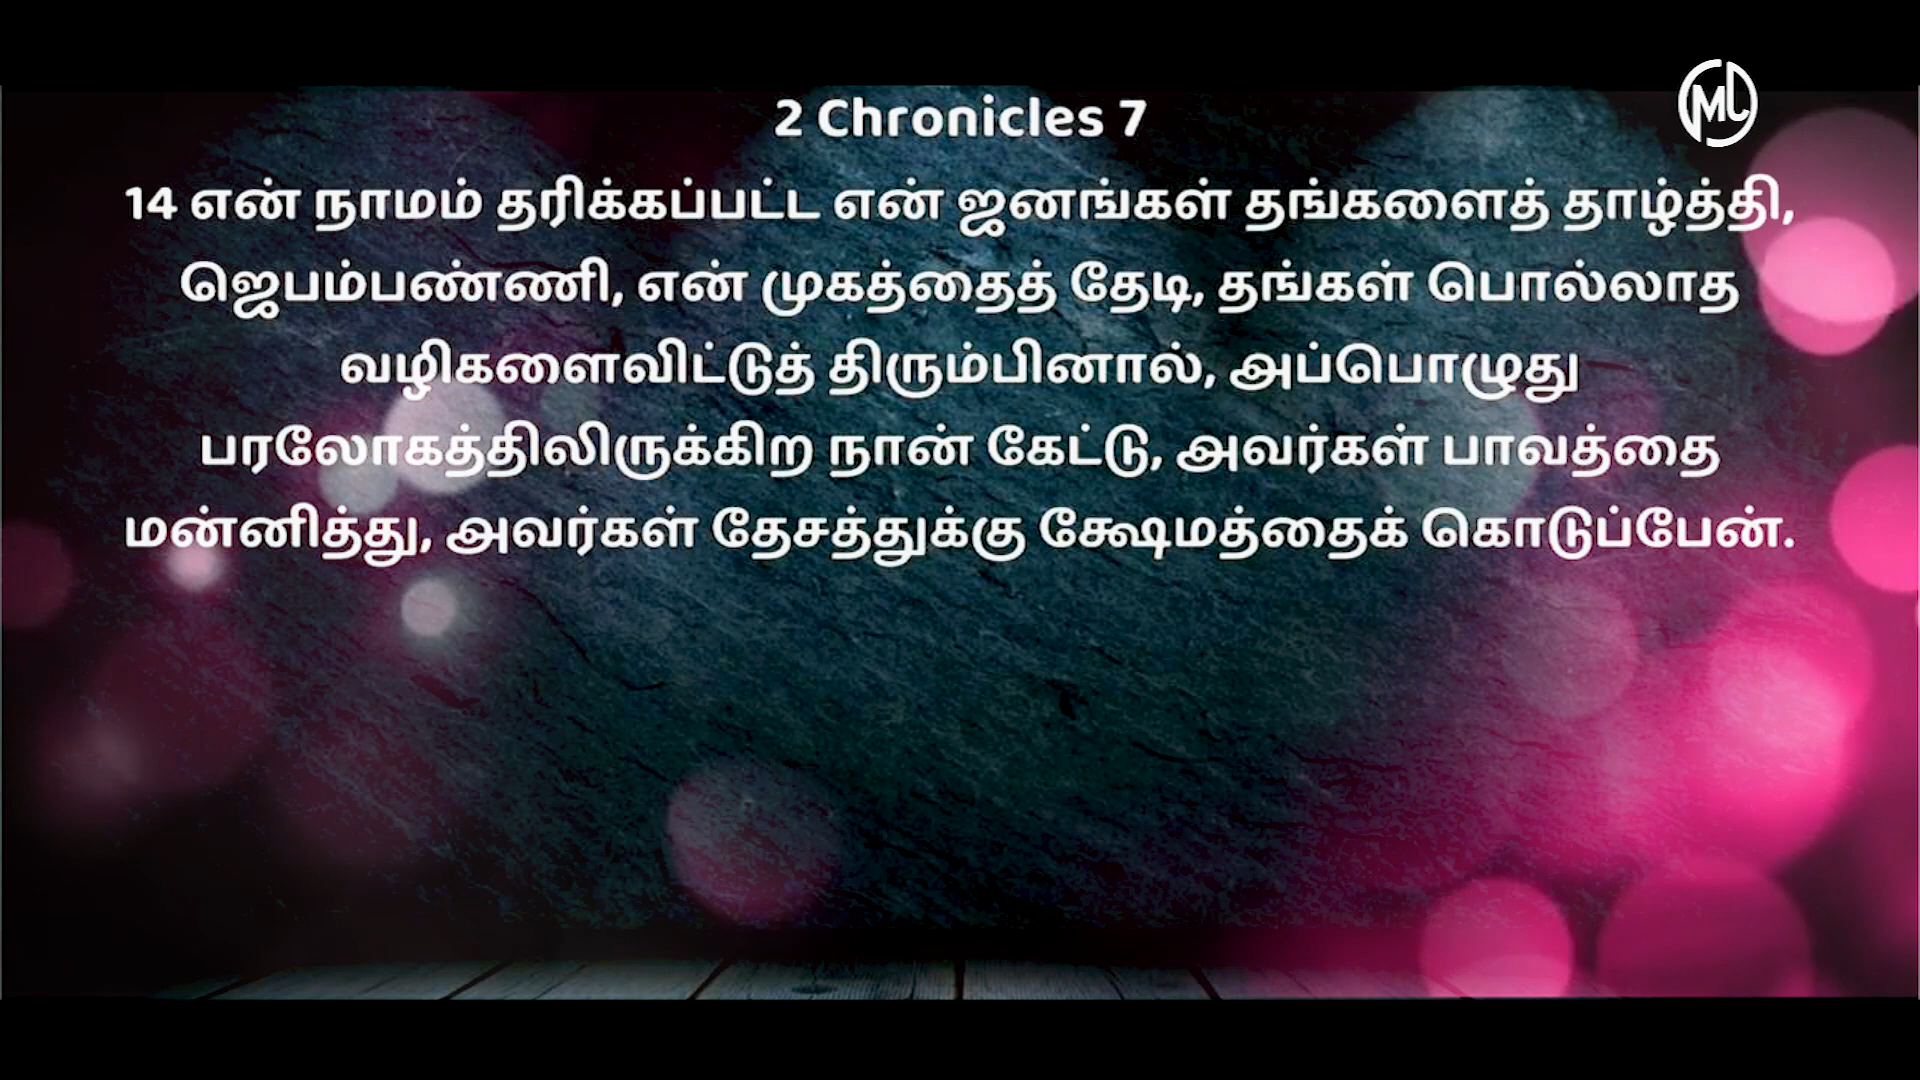 2 Chronicles 7
14 என் நாமம் தரிக்கப்பட்ட என் ஜனங்கள் தங்களைத் தாழ்த்தி,
ஜெபம்பண்ணி, என் முகத்தைத் தேடி, தங்கள் பொல்லாத
வழிகளைவிட்டுத் திரும்பினால், அப்பொழுது
பரலோகத்திலிருக்கிற நான் கேட்டு, அவர்கள் பாவத்தை
மன்னித்து, அவர்கள் தேசத்துக்கு க்ஷேமத்தைக் கொடுப்பேன்.